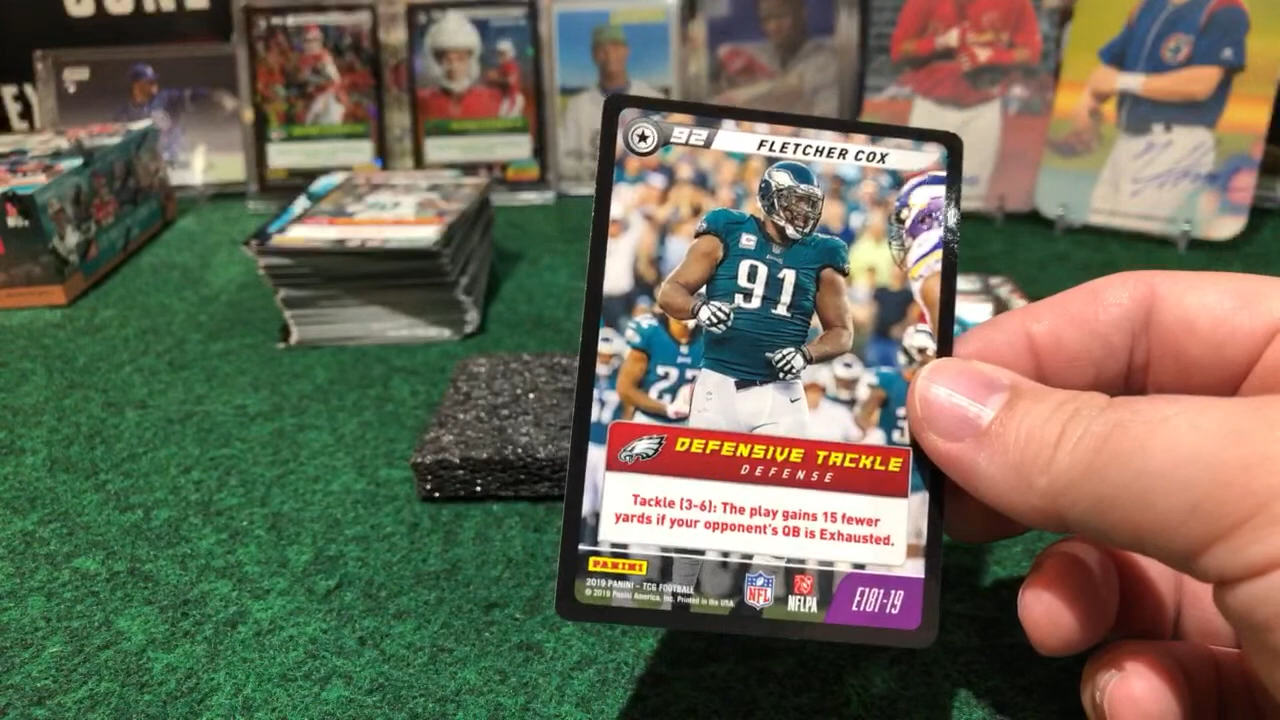 92 FLETCHER COX
91
27
DEFENSIVE TACKLE
DEFENSE
Tackle (3-6): The play gains 15 fewer
yards if your opponent's QB is Exhausted.
PANINI
2019 PANINI - TCG FOOTBALL
© 2019 Panini America, Inc. Printed in the USA.
NFL
NFLPA
E181-19